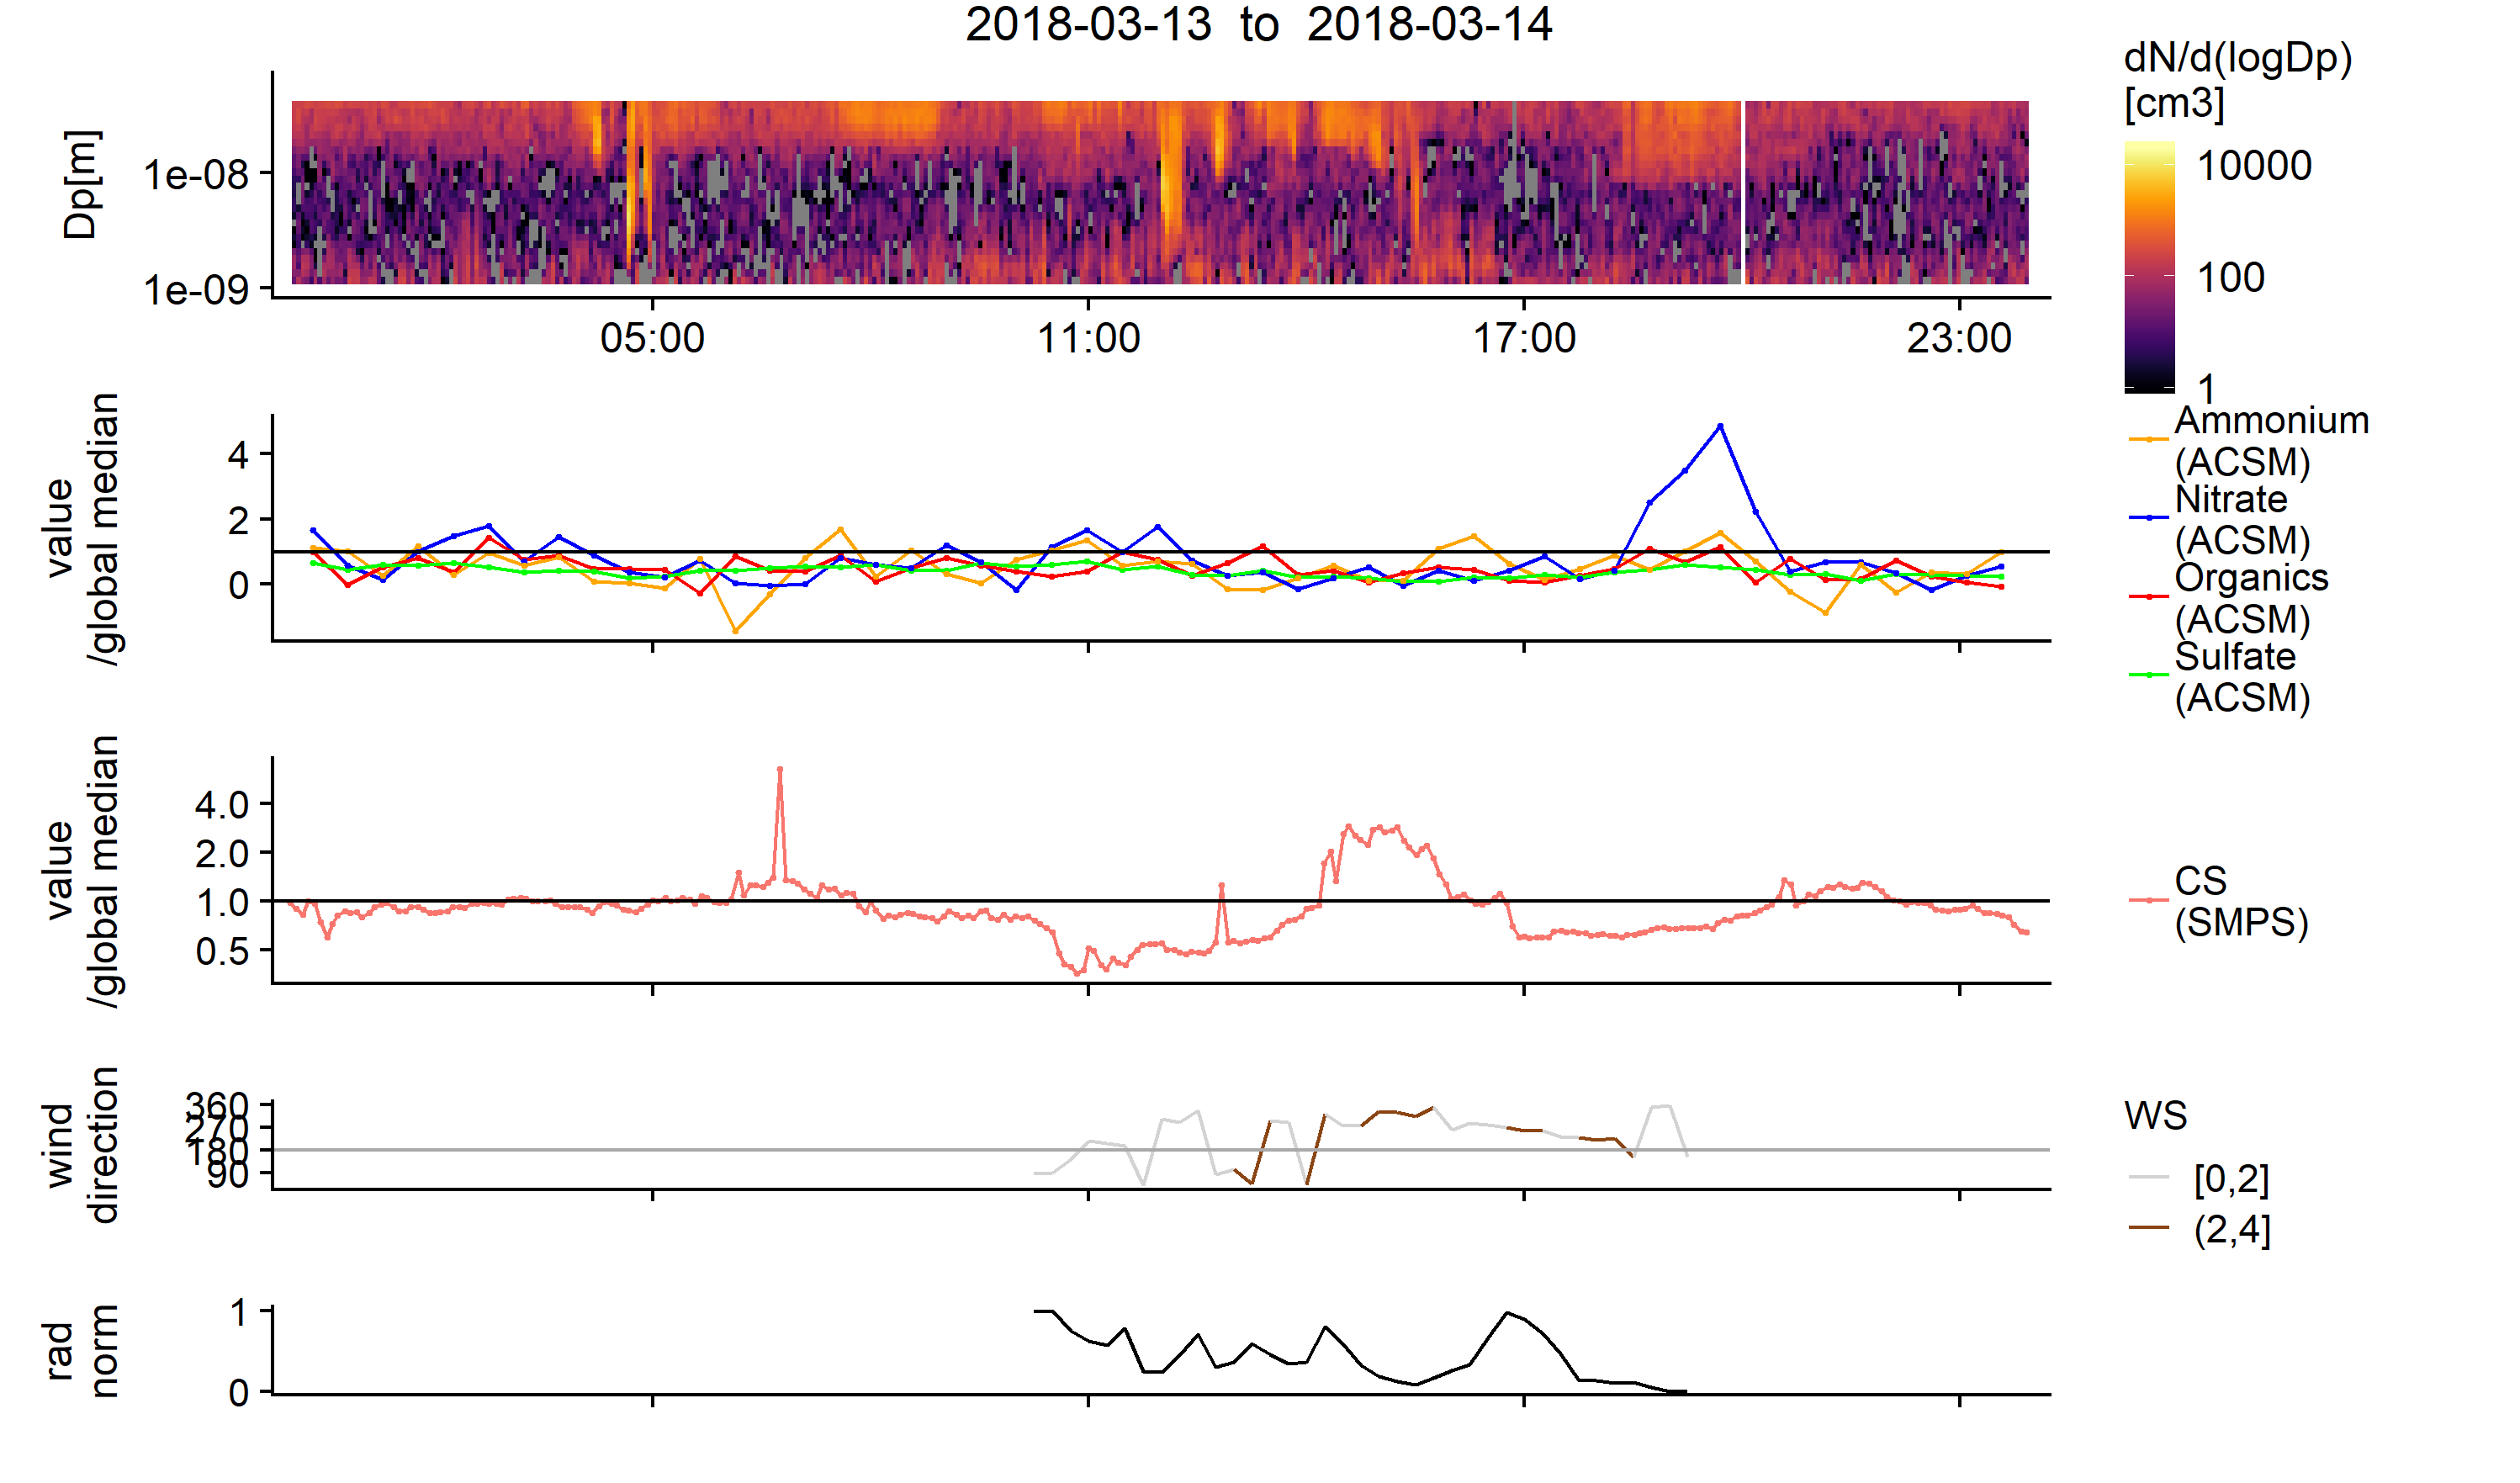 2018-03-13 to 2018-03-14
Dp[m]
1e-08
1e-09
05:00
11:00
17:00
23:00
dN/d(logDp)
[cm3]
10000
100
1
value
/global median
4
2
0
Ammonium
(ACSM)
Nitrate
(ACSM)
Organics
(ACSM)
Sulfate
(ACSM)
value
/global median
4.0
2.0
1.0
0.5
CS
(SMPS)
wind
direction
360
270
180
90
WS
[0,2]
(2,4]
rad
norm
1
0